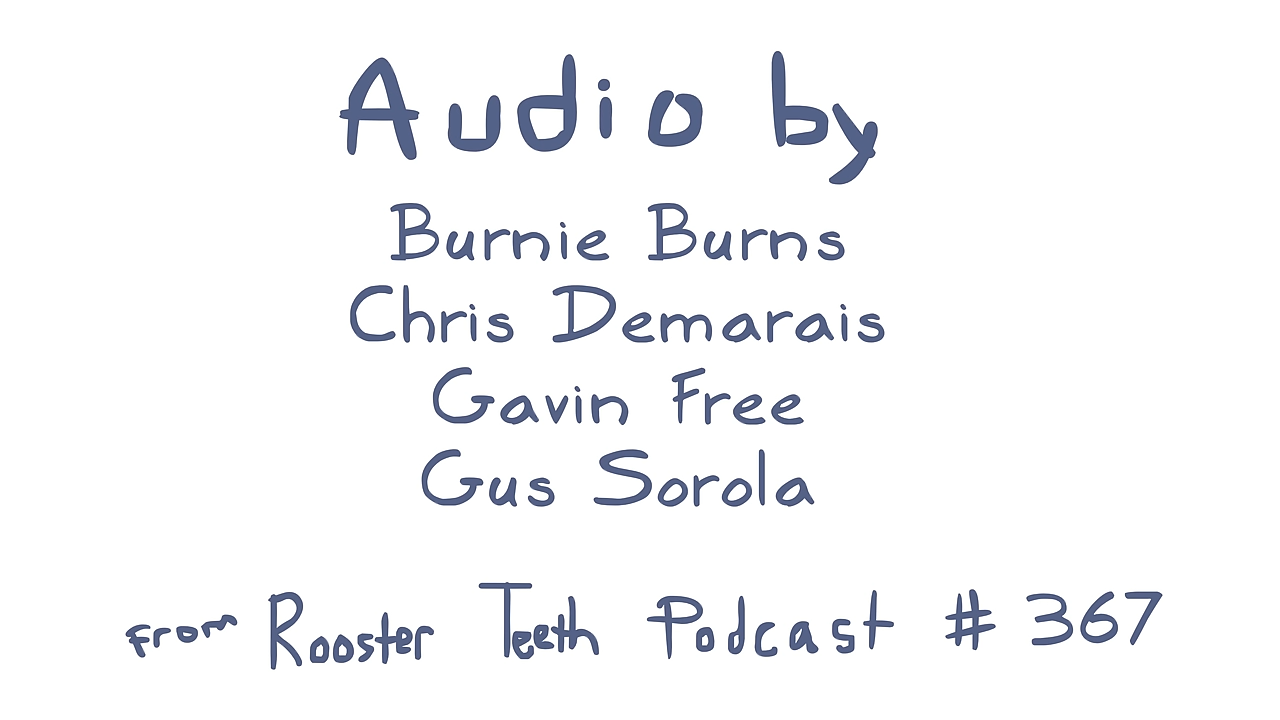 Audio by
Burnie Burns
Chris Demarais
Gavin Free
Gus Sorola
From Rooster Teeth Podcast # 367